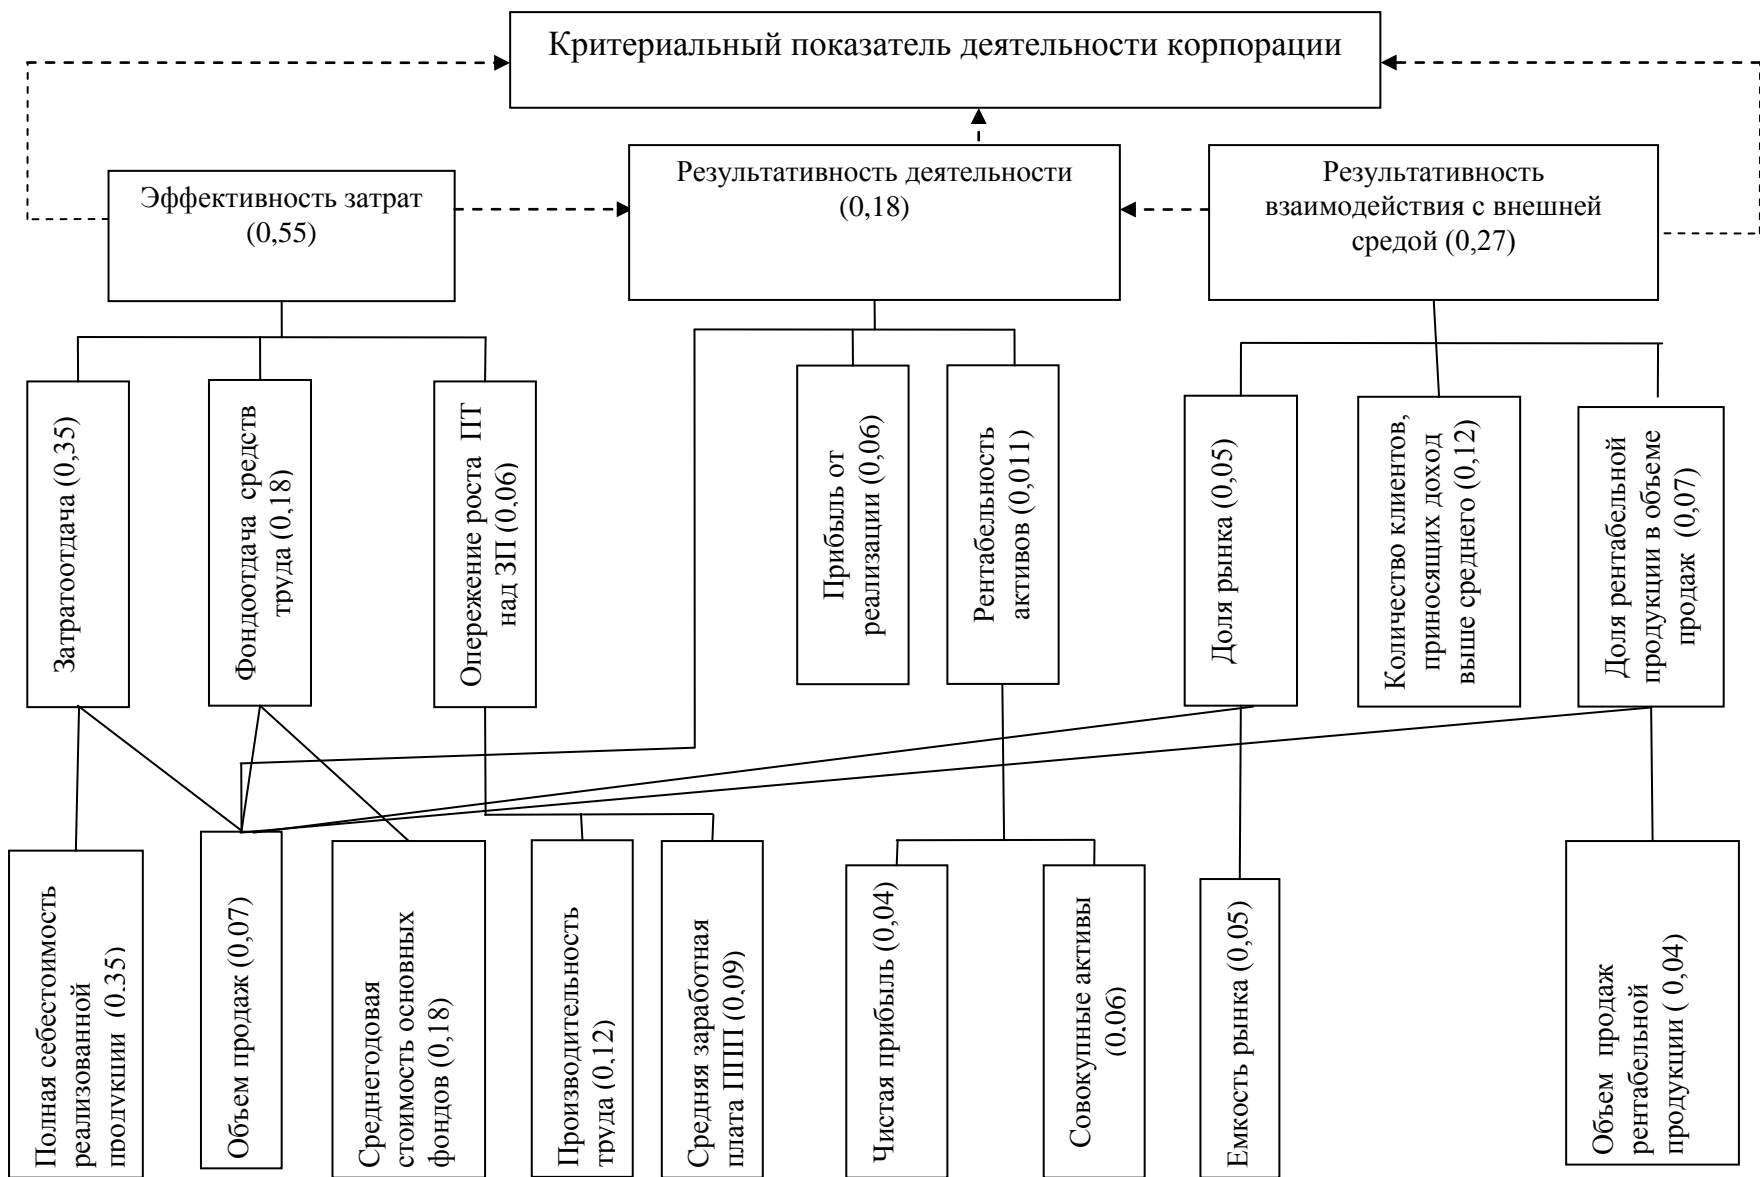 Критериальный показатель деятельности корпорации
Эффективность затрат
(0,55)
Результативность деятельности
(0,18)
Результативность
взаимодействия с внешней
средой (0,27)
Затратоотдача (0,35)
Фондоотдача средств
труда (0,18)
Опережение роста ПТ
над ЗП (0,06)
Прибыль от
реализации (0,06)
Рентабельность
активов (0,011)
Доля рынка (0,05)
Количество клиентов,
приносящих доход
выше среднего (0,12)
Доля рентабельной
продукции в объеме
продаж (0,07)
Полная себестоимость
реализованной
продукции (0.35)
Объем продаж (0,07)
Среднегодовая
стоимость основных
фондов (0,18)
Производительность
труда (0.12)
Средняя заработная
плата ППП (0.09)
Чистая прибыль (0,04)
Совокупные активы
(0.06)
Емкость рынка (0,05)
Объем продаж
рентабельной
продукции ( 0,04)